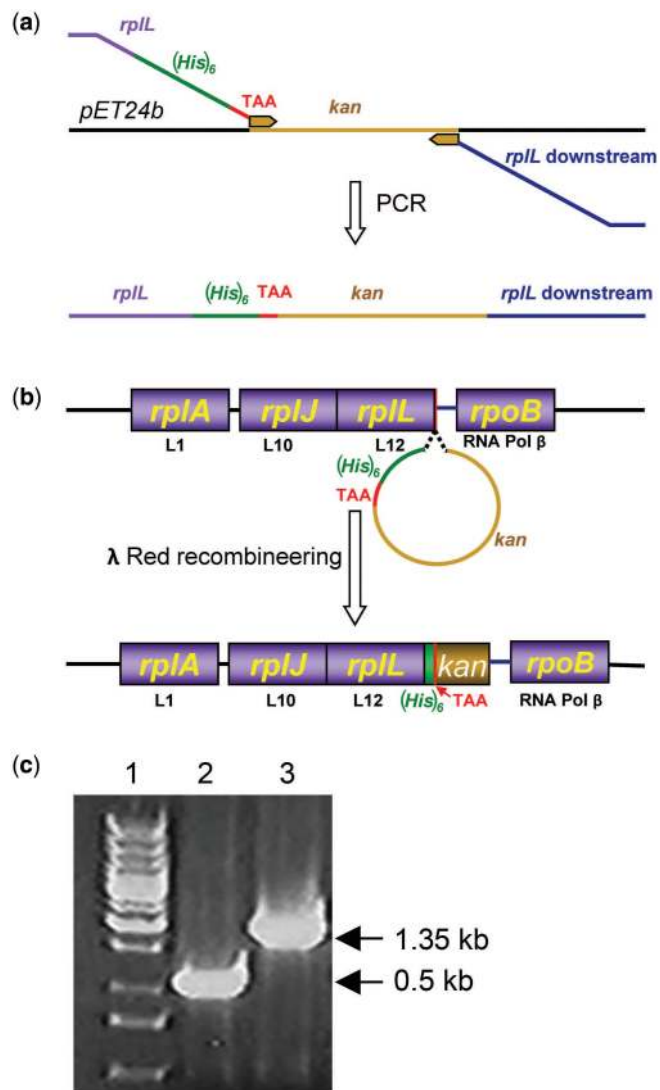 (a)
rplL
(His)6
TAA
pET24b
kan
rplL downstream
PCR
rplL
(His)6
TAA
kan
rplL downstream
(b)
rplA
rplJ
rplL
rpoB
L1
L10
L12
RNA Pol β
(His)6
TAA
kan
λ Red recombineering
rplA
rplJ
rplL
kan
rpoB
L1
L10
L12
(His)6
TAA
RNA Pol β
(c)
1 2 3
1.35 kb
0.5 kb